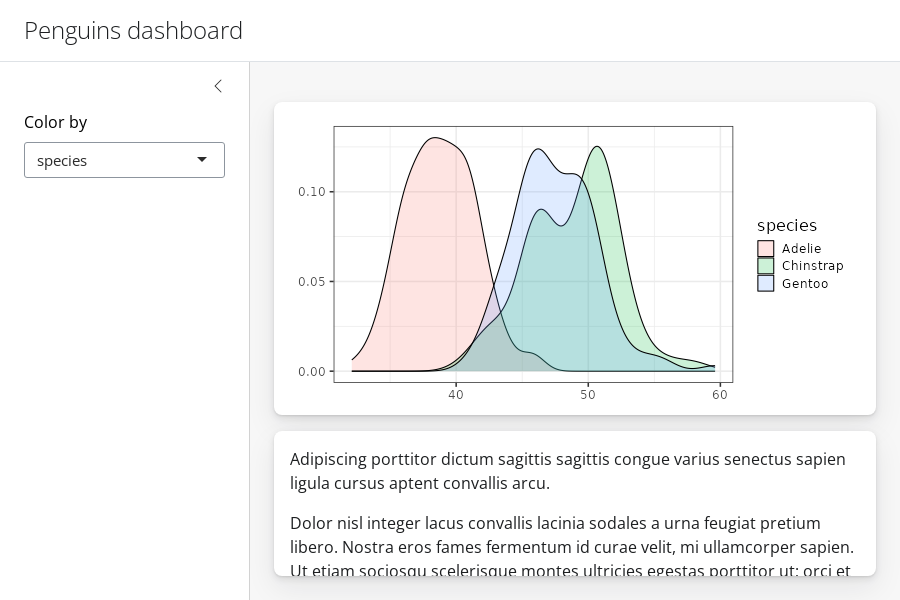 Penguins dashboard
Color by
species
0.10
0.05
0.00
40 50 60
species
Adelie
Chinstrap
Gentoo
Adipiscing porttitor dictum sagittis sagittis congue varius senectus sapien
ligula cursus aptent convallis arcu.
Dolor nisl integer lacus convallis lacinia sodales a urna feugiat pretium
libero. Nostra eros fames fermentum id curae velit, mi ullamcorper sapien.
Ut etiam sociosqu scelerisque montes ultricies egestas porttitor ut; orci et